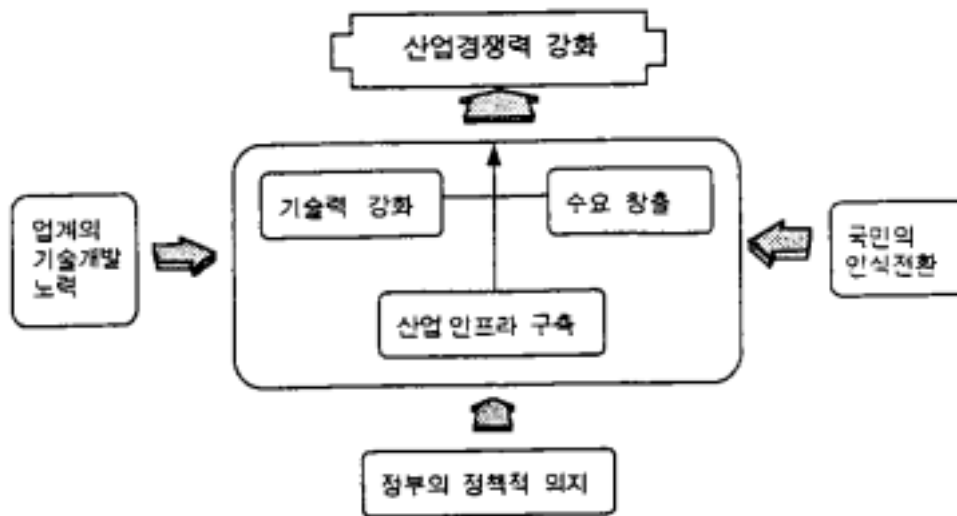 산업경쟁력 강화
기술력 강화
수요 창출
업계의
기술개발
노력
국민의
인식전환
산업 인프라 구축
정부의 정책적 의지